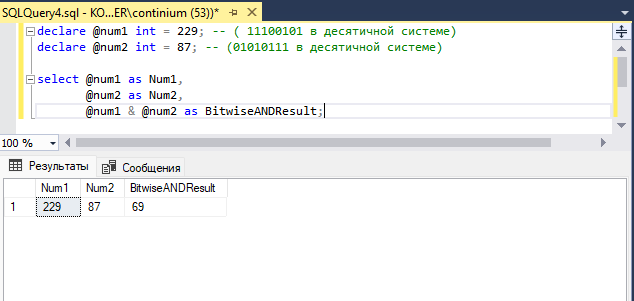 SQLQuery4.sql - KO...ER\continium (53))*
declare @num1 int = 229; -- ( 11100101 в десятичной системе)
declare @num2 int = 87; -- (01010111 в десятичной системе)
select @num1 as Num1,
@num2 as Num2,
@num1 & @num2 as BitwiseANDResult;
100 %
Результаты Сообщения
Num1 Num2 BitwiseANDResult
1 229 87 69